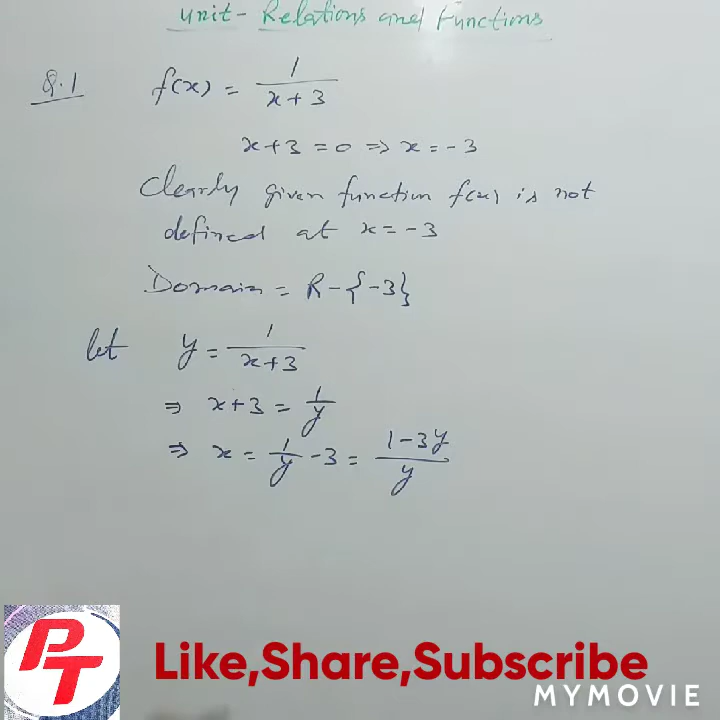 Unit - Relations and Functions
Q.1 f(x) = 1/(x+3)
x+3 = 0 ⇒ x = -3
Clearly given function f(x) is not
defined at x = -3
Domain = R - {-3}
let y = 1/(x+3)
⇒ x+3 = 1/y
⇒ x = 1/y - 3 = (1-3y)/y
PT
Like,Share,Subscribe
MYMOVIE